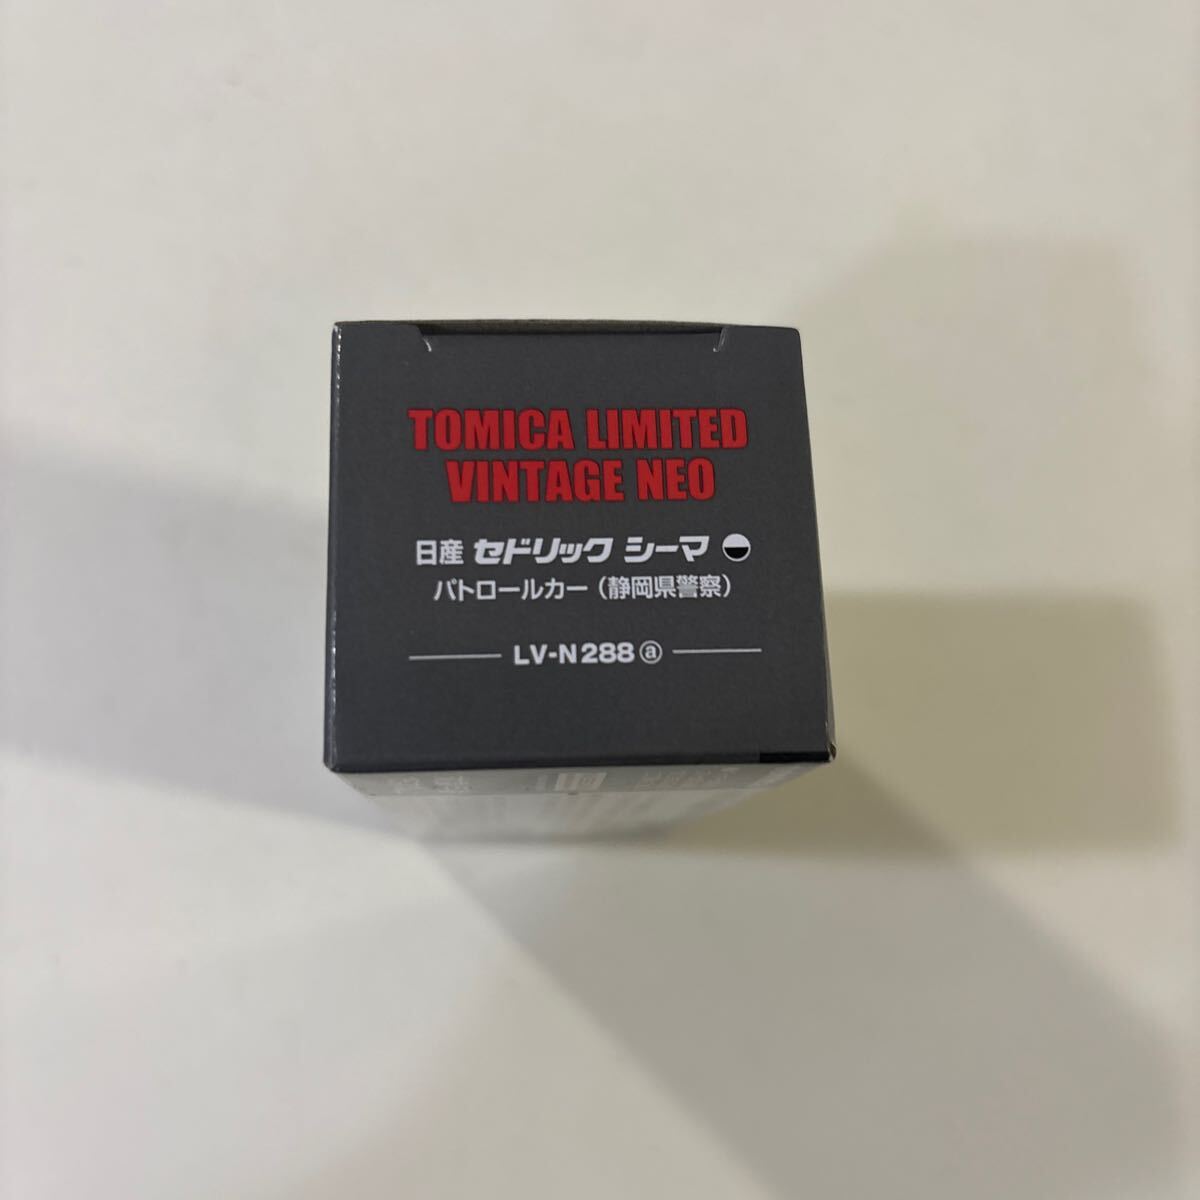 TOMICA LIMITED
VINTAGE NEO
日産 セドリック シーマ
パトロールカー（静岡県警察）
LV-N288ⓐ